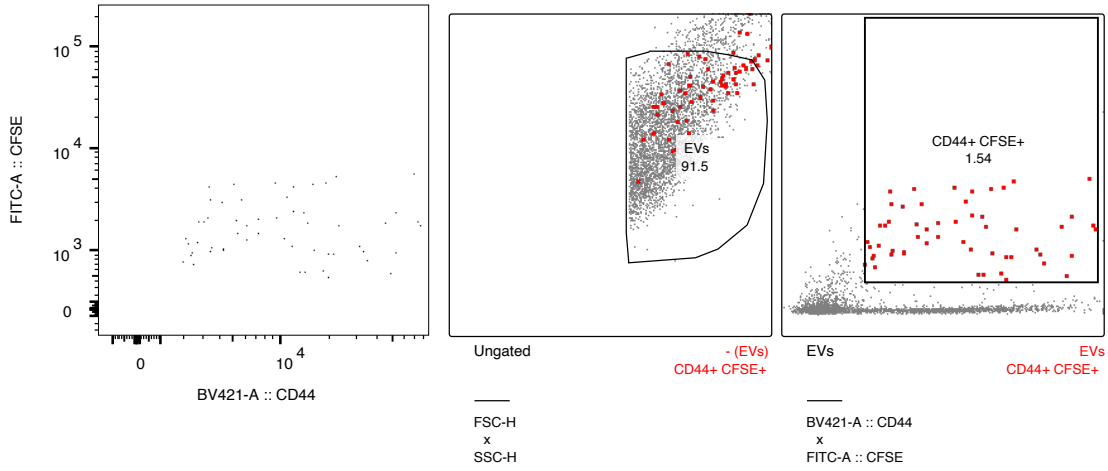 FITC-A :: CFSE
10^5
10^4
10^3
0
0
10^4
BV421-A :: CD44
EVs
91.5
Ungated
- (EVs)
CD44+ CFSE+
FSC-H
x
SSC-H
CD44+ CFSE+
1.54
EVs
EVs
CD44+ CFSE+
BV421-A :: CD44
x
FITC-A :: CFSE